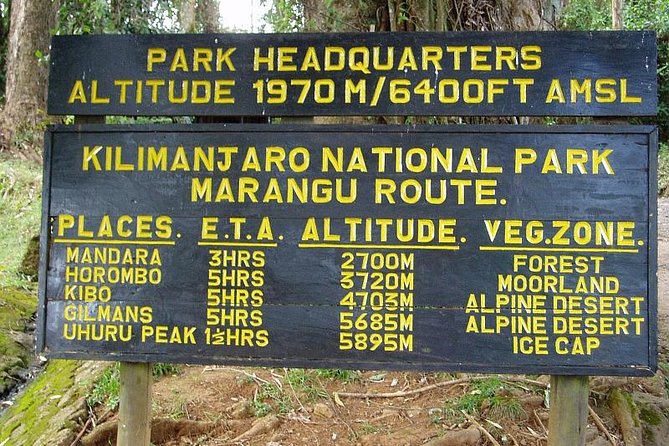 PARK HEADQUARTERS
ALTITUDE 1970 M/6400FT AMSL
KILIMANJARO NATIONAL PARK
MARANGU ROUTE.
PLACES. E.T.A. ALTITUDE. VEG.ZONE.
MANDARA 3HRS 2700M FOREST
HOROMBO 5HRS 3720M MOORLAND
KIBO 5HRS 4703M ALPINE DESERT
GILMANS 5HRS 5685M ALPINE DESERT
UHURU PEAK 1½HRS 5895M ICE CAP